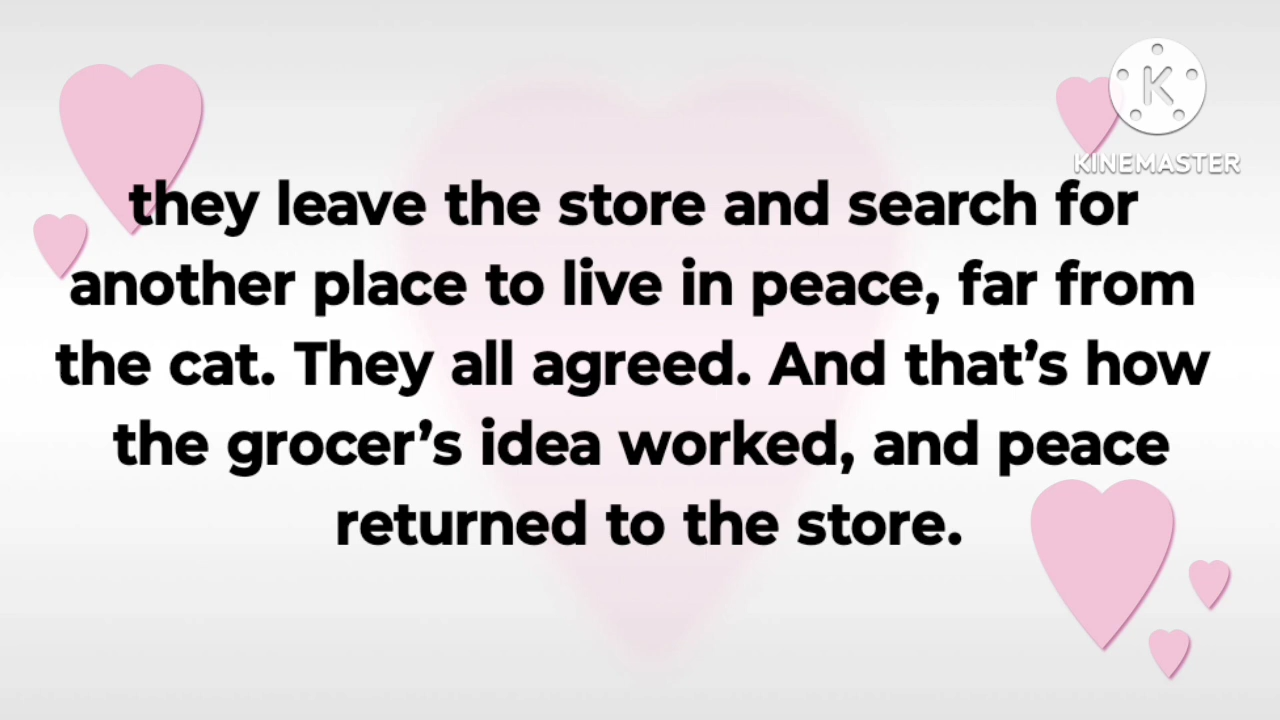 K
KINEMASTER
they leave the store and search for
another place to live in peace, far from
the cat. They all agreed. And that’s how
the grocer’s idea worked, and peace
returned to the store.